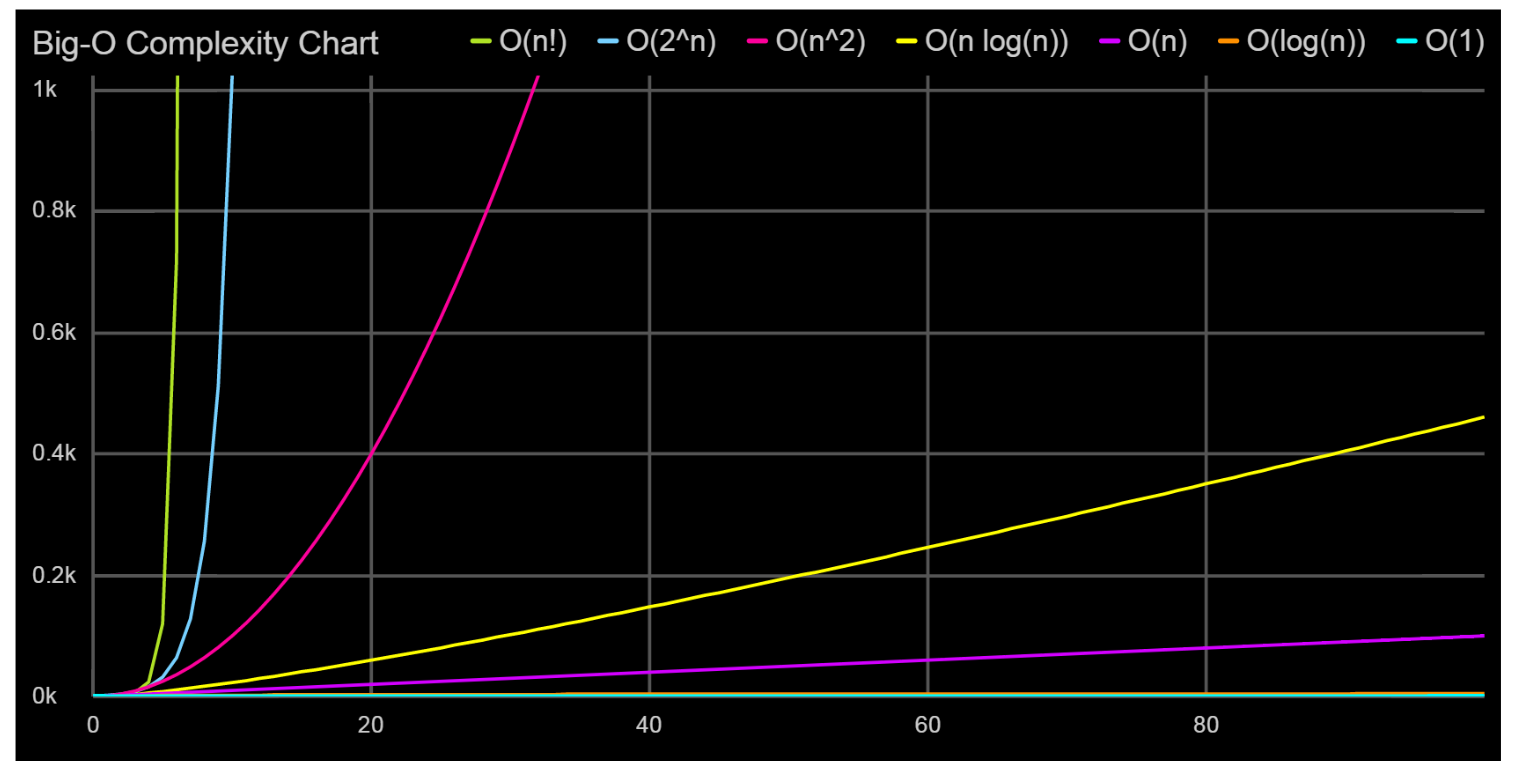 Big-O Complexity Chart O(n!) O(2^n) O(n^2) O(n log(n)) O(n) O(log(n)) O(1)
1k
0.8k
0.6k
0.4k
0.2k
0k
0 20 40 60 80